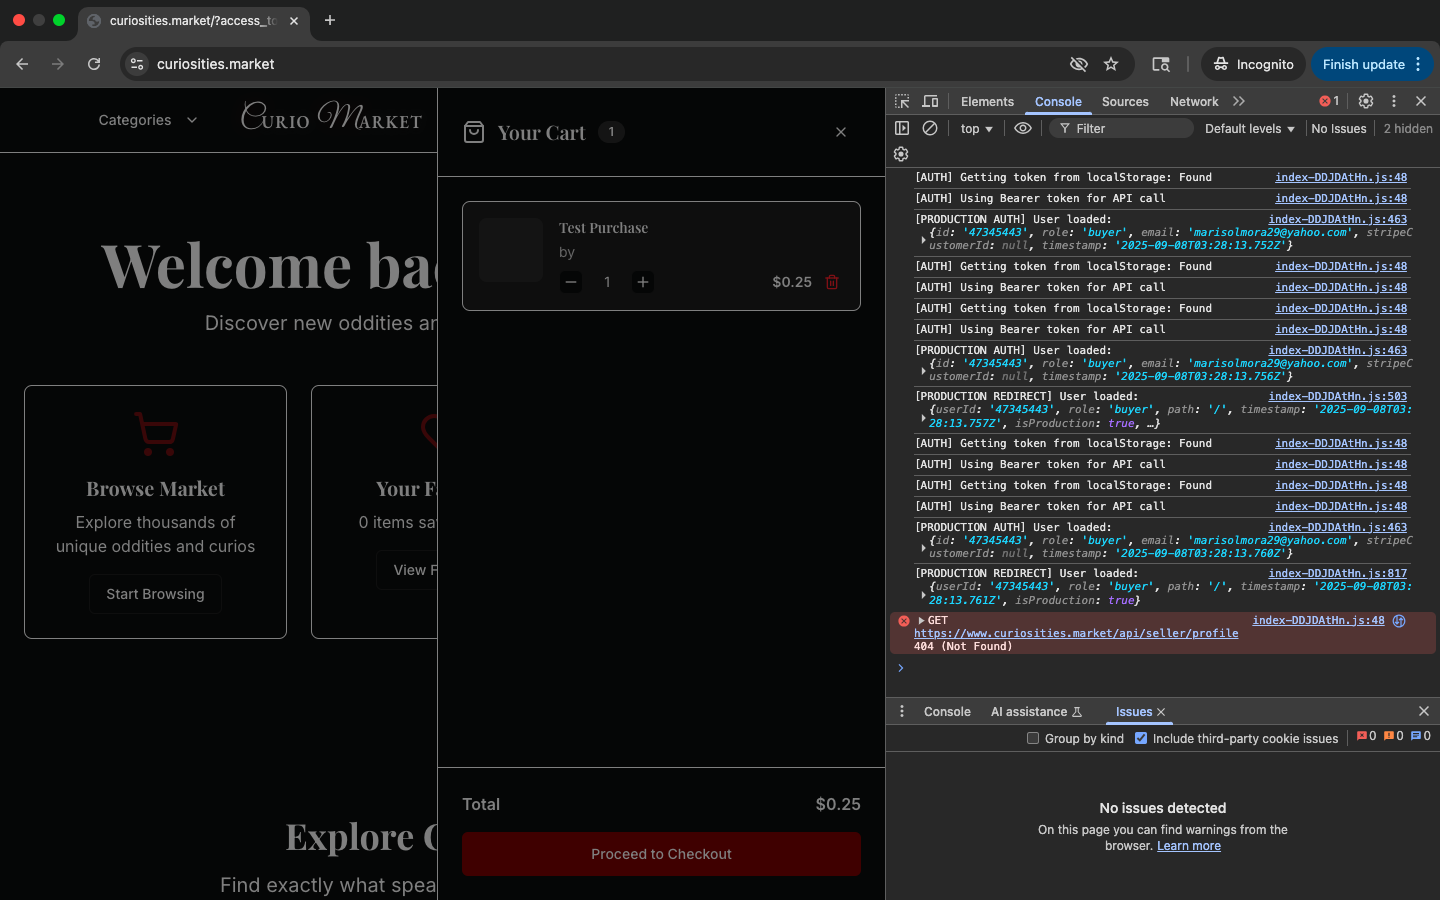 curiosities.market/?access_to
curiosities.market
Incognito
Finish update
Categories
Curio Market
Welcome bac
Discover new oddities an
Browse Market
Explore thousands of
unique oddities and curios
Start Browsing
Your Fa
0 items sav
View F
Explore C
Find exactly what spea
Your Cart
1
Test Purchase
by
1
$0.25
Total
$0.25
Proceed to Checkout
Elements
Console
Sources
Network
1
top
Filter
Default levels
No Issues
2 hidden
[AUTH] Getting token from localStorage: Found index-DDJDAtHn.js:48
[AUTH] Using Bearer token for API call index-DDJDAtHn.js:48
[PRODUCTION AUTH] User loaded: index-DDJDAtHn.js:463
{id: '47345443', role: 'buyer', email: 'marisolmora29@yahoo.com', stripeC
ustomerId: null, timestamp: '2025-09-08T03:28:13.752Z'}
[AUTH] Getting token from localStorage: Found index-DDJDAtHn.js:48
[AUTH] Using Bearer token for API call index-DDJDAtHn.js:48
[AUTH] Getting token from localStorage: Found index-DDJDAtHn.js:48
[AUTH] Using Bearer token for API call index-DDJDAtHn.js:48
[PRODUCTION AUTH] User loaded: index-DDJDAtHn.js:463
{id: '47345443', role: 'buyer', email: 'marisolmora29@yahoo.com', stripeC
ustomerId: null, timestamp: '2025-09-08T03:28:13.756Z'}
[PRODUCTION REDIRECT] User loaded: index-DDJDAtHn.js:503
{userId: '47345443', role: 'buyer', path: '/', timestamp: '2025-09-08T03:
28:13.757Z', isProduction: true, …}
[AUTH] Getting token from localStorage: Found index-DDJDAtHn.js:48
[AUTH] Using Bearer token for API call index-DDJDAtHn.js:48
[AUTH] Getting token from localStorage: Found index-DDJDAtHn.js:48
[AUTH] Using Bearer token for API call index-DDJDAtHn.js:48
[PRODUCTION AUTH] User loaded: index-DDJDAtHn.js:463
{id: '47345443', role: 'buyer', email: 'marisolmora29@yahoo.com', stripeC
ustomerId: null, timestamp: '2025-09-08T03:28:13.760Z'}
[PRODUCTION REDIRECT] User loaded: index-DDJDAtHn.js:817
{userId: '47345443', role: 'buyer', path: '/', timestamp: '2025-09-08T03:
28:13.761Z', isProduction: true}
GET index-DDJDAtHn.js:48
https://www.curiosities.market/api/seller/profile
404 (Not Found)
Console
AI assistance
Issues
Group by kind
Include third-party cookie issues
0
0
0
No issues detected
On this page you can find warnings from the
browser. Learn more